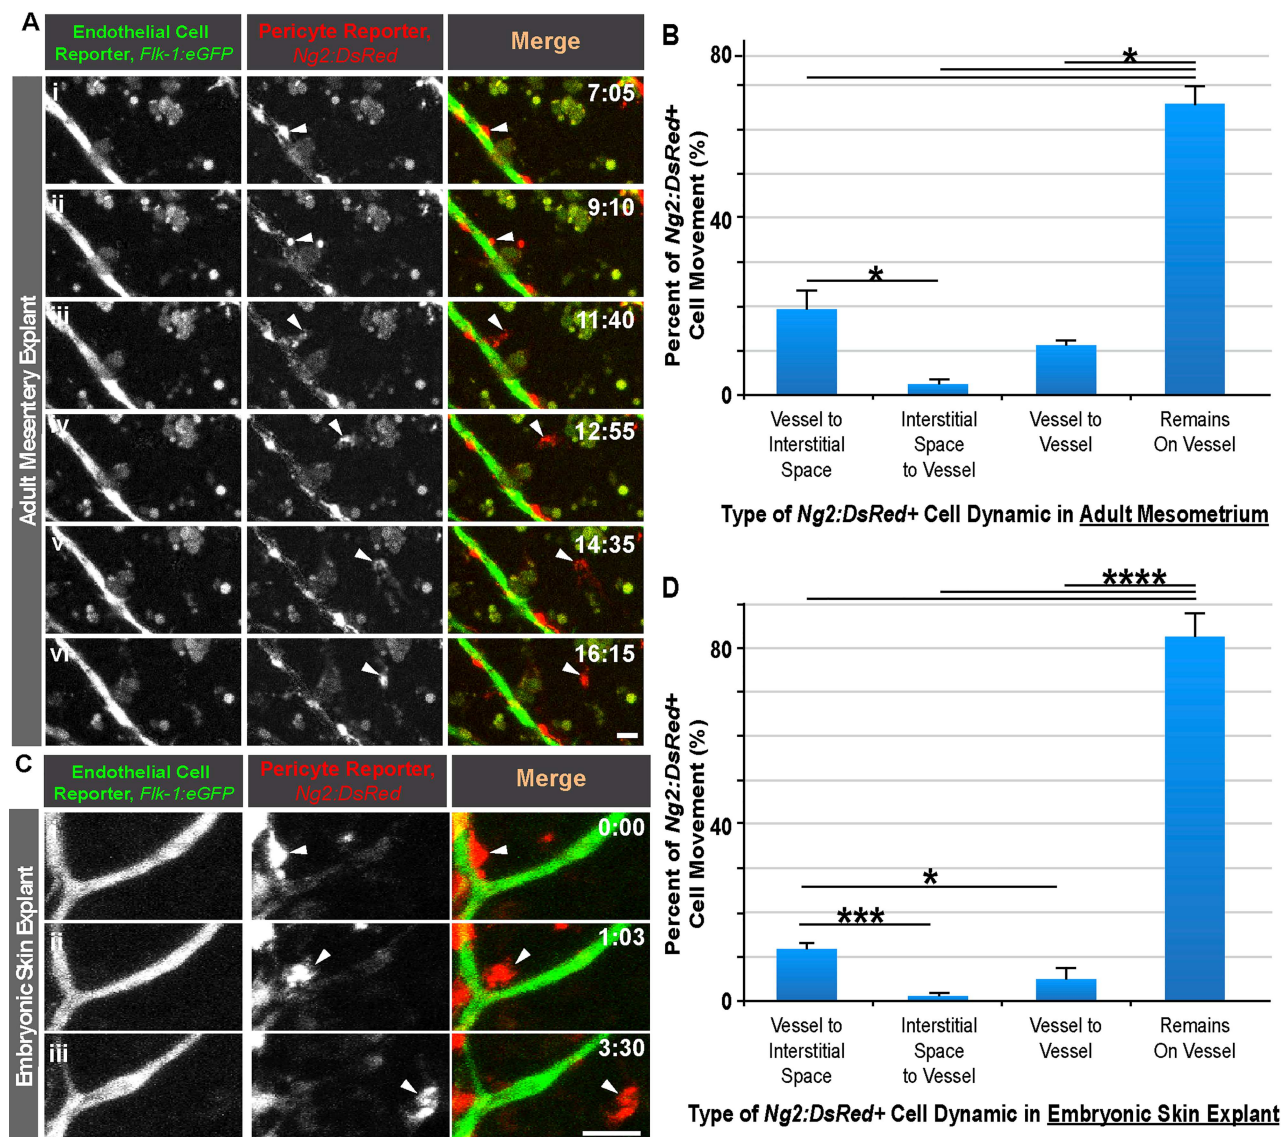 A
Endothelial Cell
Reporter, Flk-1:eGFP
Pericyte Reporter,
Ng2:DsRed
Merge
Adult Mesentery Explant
i
7:05
ii
9:10
iii
11:40
iv
12:55
v
14:35
vi
16:15
B
80
40
0
Percent of Ng2:DsRed+
Cell Movement (%)
*
*
Vessel to
Interstitial
Space
Interstitial
Space
to Vessel
Vessel to
Vessel
Remains
On Vessel
Type of Ng2:DsRed+ Cell Dynamic in Adult Mesometrium
C
Endothelial Cell
Reporter, Flk-1:eGFP
Pericyte Reporter,
Ng2:DsRed
Merge
Embryonic Skin Explant
i
0:00
ii
1:03
iii
3:30
D
80
40
0
Percent of Ng2:DsRed+
Cell Movement (%)
****
*
***
Vessel to
Interstitial
Space
Interstitial
Space
to Vessel
Vessel to
Vessel
Remains
On Vessel
Type of Ng2:DsRed+ Cell Dynamic in Embryonic Skin Explant